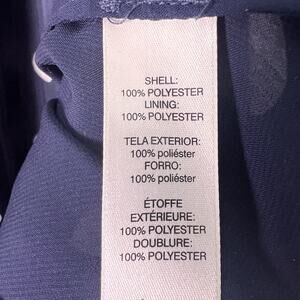 SHELL:
100% POLYESTER
LINING:
100% POLYESTER
TELA EXTERIOR:
100% poliéster
FORRO:
100% poliéster
ÉTOFFE
EXTÉRIEURE:
100% POLYESTER
DOUBLURE:
100% POLYESTER